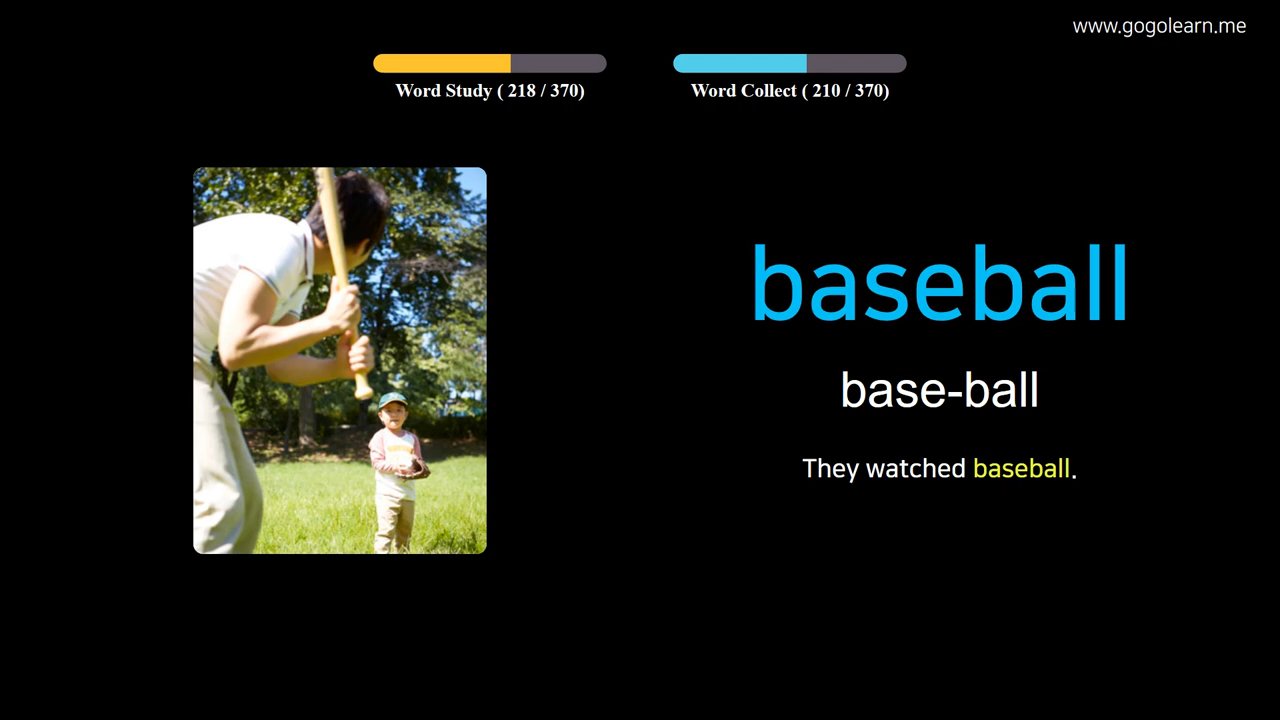 www.gogolearn.me
Word Study ( 218 / 370)
Word Collect ( 210 / 370)
baseball
base-ball
They watched baseball.